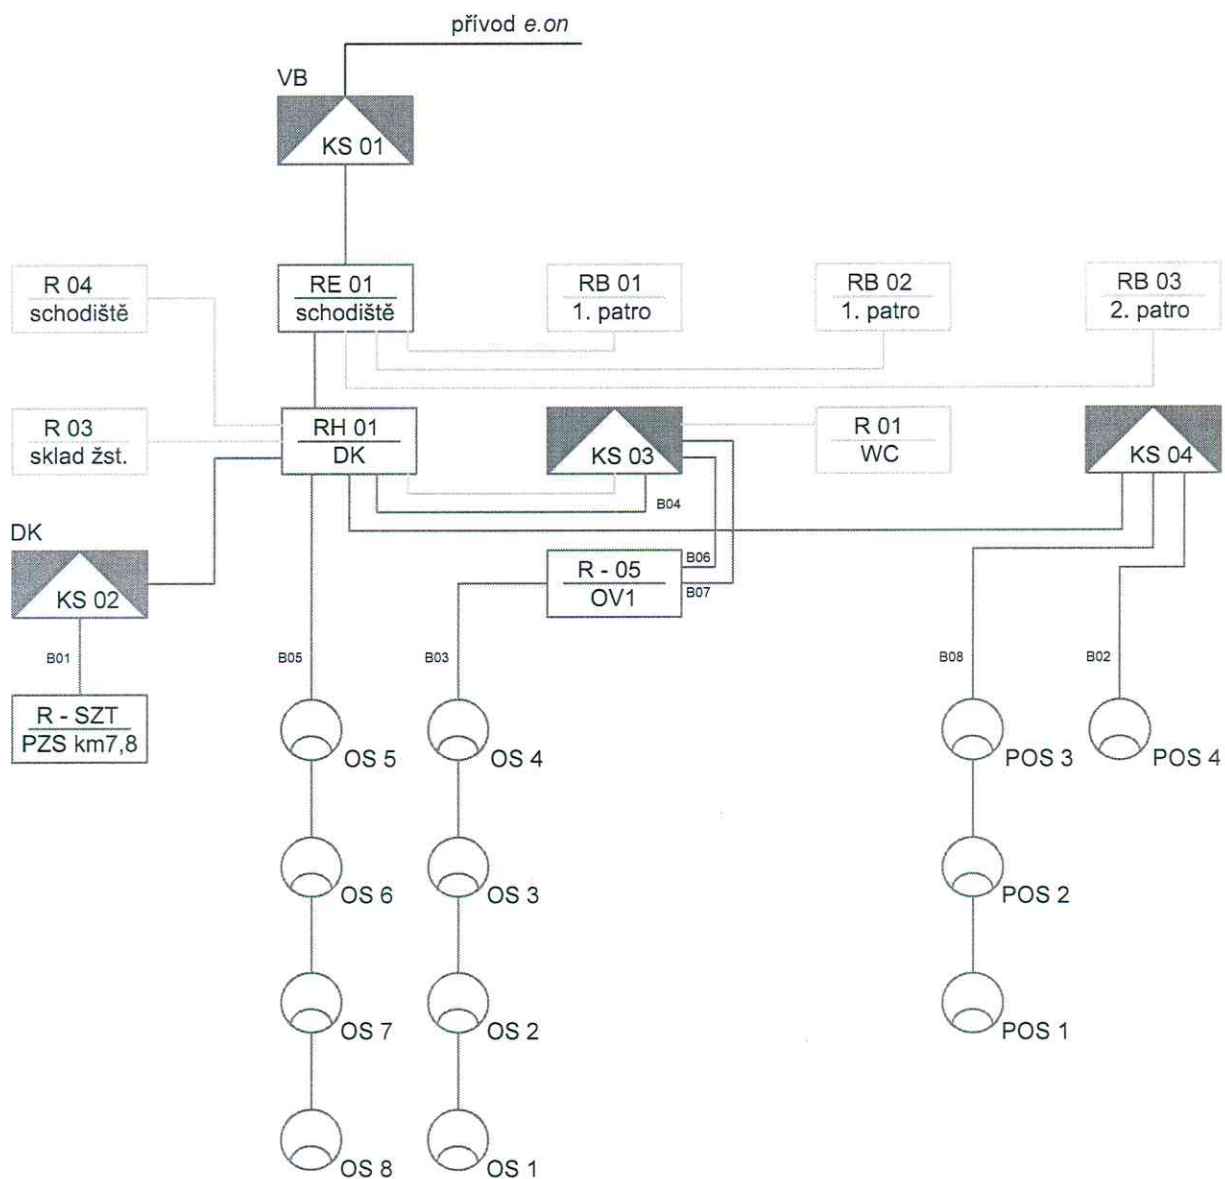 přívod e.on
VB
KS 01
R 04
schodiště
RE 01
schodiště
RB 01
1. patro
RB 02
1. patro
RB 03
2. patro
R 03
sklad žst.
RH 01
DK
KS 03
R 01
WC
KS 04
B04
DK
KS 02
R - 05
OV1
B06
B07
B01
B05
B03
B08
B02
R - SZT
PZS km7,8
OS 5
OS 4
POS 3
POS 4
OS 6
OS 3
POS 2
OS 7
OS 2
POS 1
OS 8
OS 1